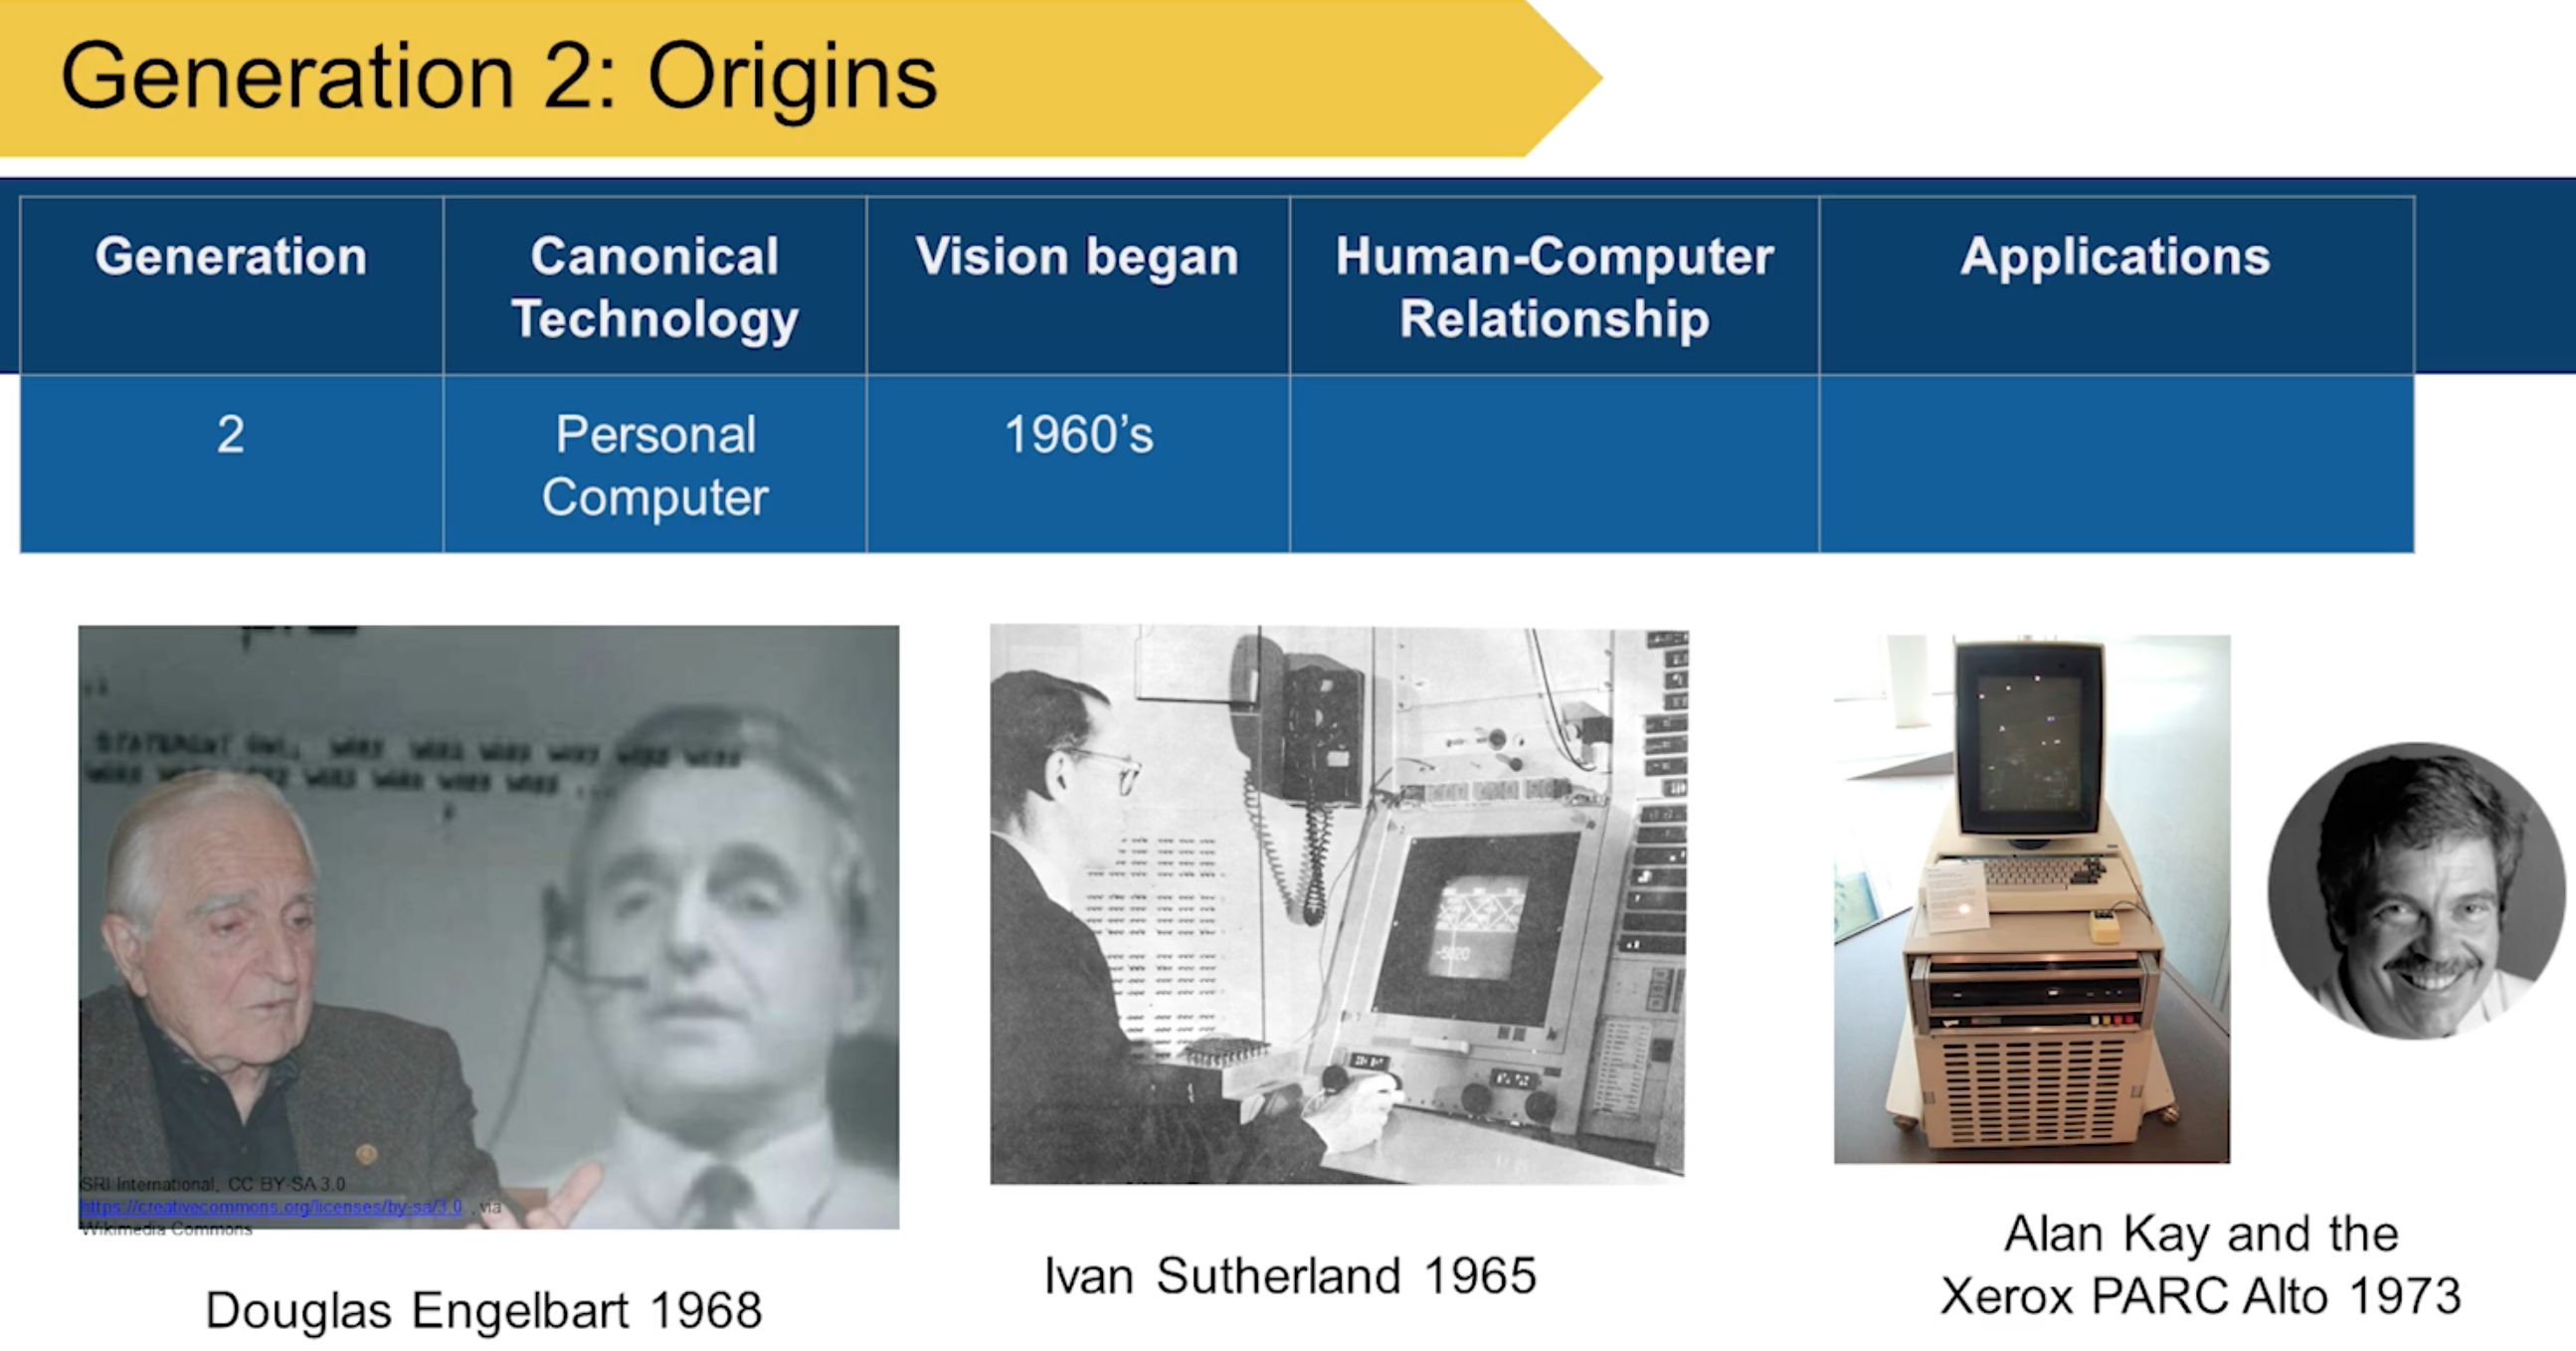 Generation 2: Origins
Generation
Canonical
Technology
Vision began
Human-Computer
Relationship
Applications
2
Personal
Computer
1960’s
SRI International, CC BY-SA 3.0
https://creativecommons.org/licenses/by-sa/3.0 , via
Wikimedia Commons
Douglas Engelbart 1968
Ivan Sutherland 1965
Alan Kay and the
Xerox PARC Alto 1973